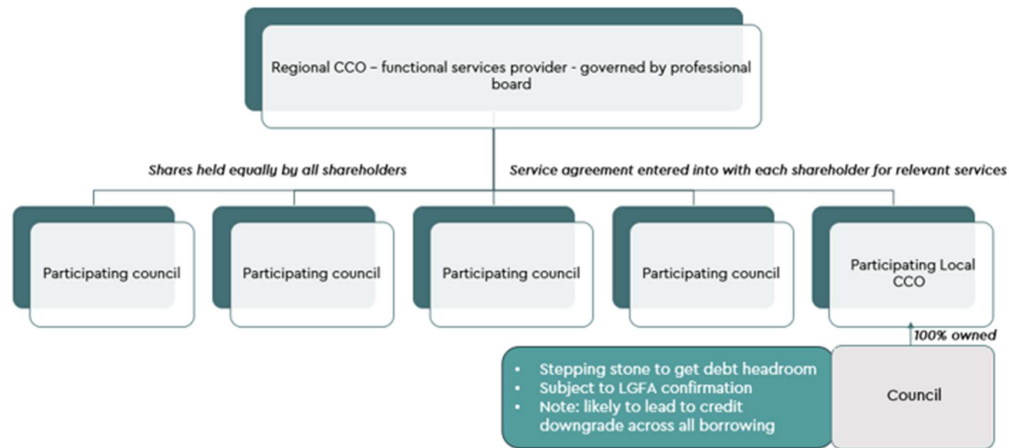 Regional CCO – functional services provider - governed by professional
board
Shares held equally by all shareholders
Service agreement entered into with each shareholder for relevant services
Participating council
Participating council
Participating council
Participating council
Participating Local
CCO
100% owned
• Stepping stone to get debt headroom
• Subject to LGFA confirmation
• Note: likely to lead to credit
downgrade across all borrowing
Council